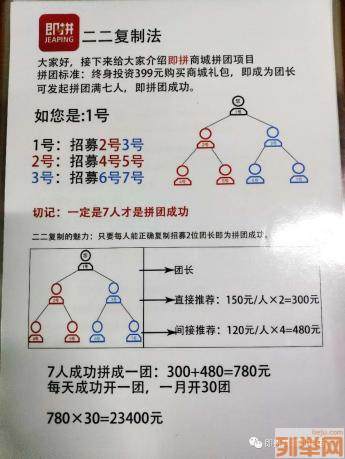 即拼
JEAPING
二二复制法
大家好，接下来给大家介绍即拼商城拼团项目
拼团标准：终身投资399元购买商城礼包，即成为团长
可发起拼团满七人，即拼团成功。
如您是:1号
1号：招募2号3号
2号：招募4号5号
3号：招募6号7号
切记：一定是7人才是拼团成功
二二复制的魅力：只要每人能正确复制招募2位团长即为拼团成功。
团长
直接推荐：150元/人×2=300元
间接推荐：120元/人×4=480元
7人成功拼成一团：300+480=780元
每天成功开一团，一月开30团
780×30=23400元
列举网